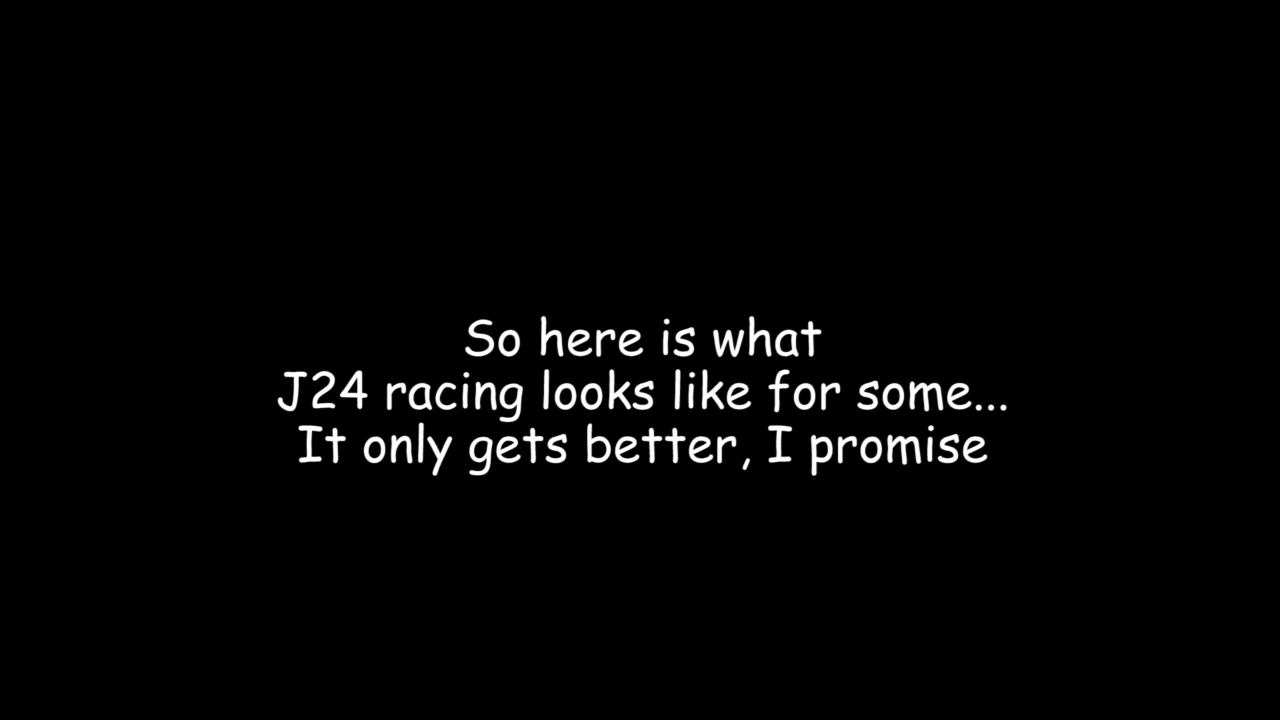 So here is what
J24 racing looks like for some...
It only gets better, I promise